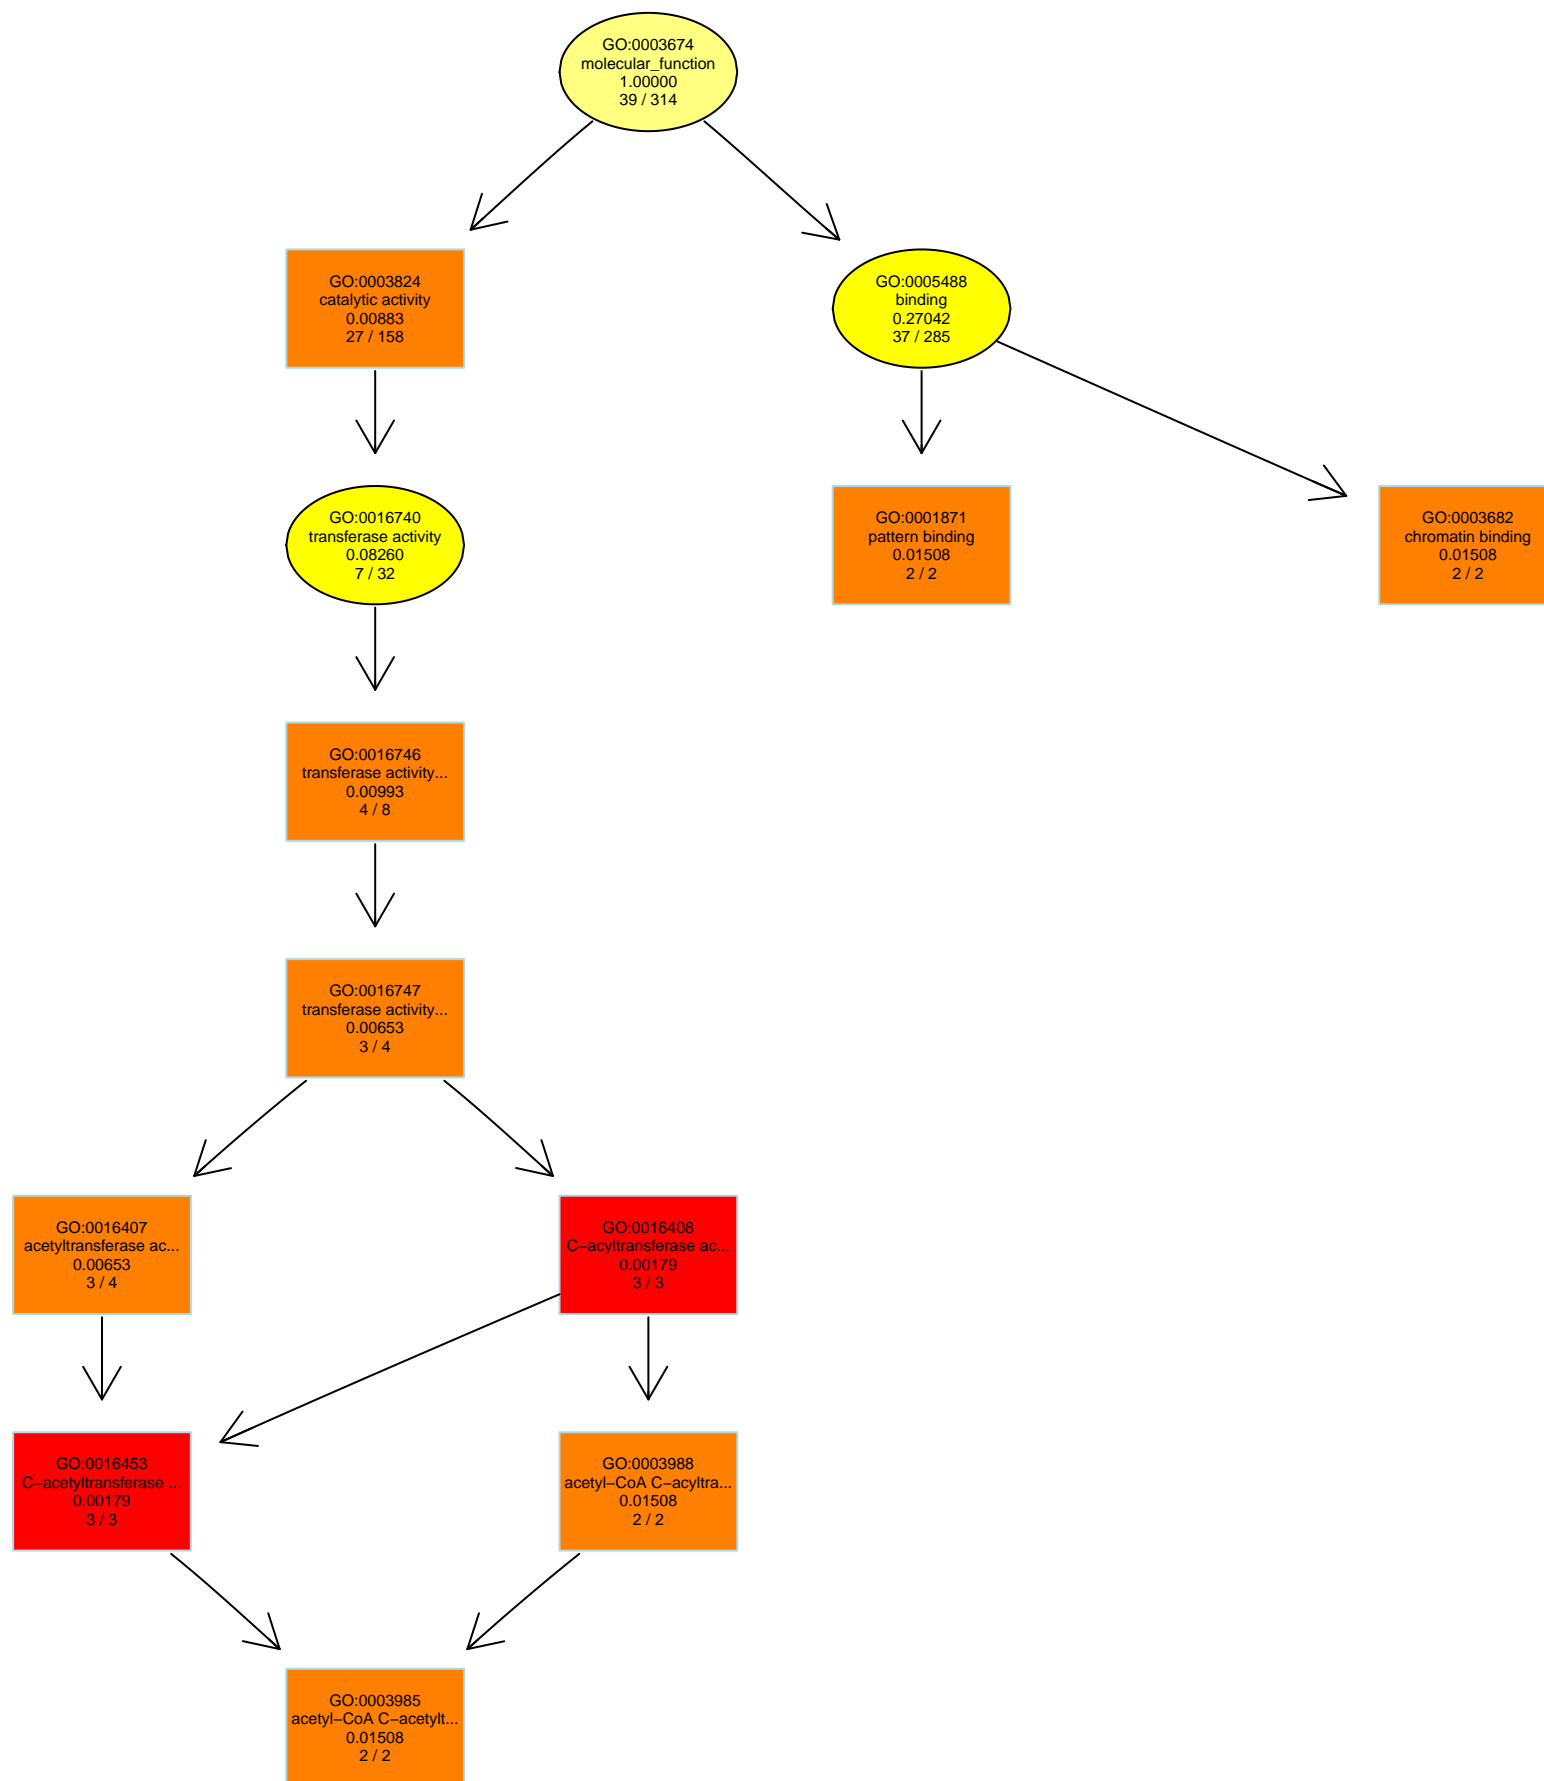 GO:0003674
molecular_function
1.00000
39 / 314
GO:0003824
catalytic activity
0.00883
27 / 158
GO:0005488
binding
0.27042
37 / 285
GO:0016740
transferase activity
0.08260
7 / 32
GO:0001871
pattern binding
0.01508
2 / 2
GO:0003682
chromatin binding
0.01508
2 / 2
GO:0016746
transferase activity...
0.00993
4 / 8
GO:0016747
transferase activity...
0.00653
3 / 4
GO:0016407
acetyltransferase ac...
0.00653
3 / 4
GO:0016408
C−acyltransferase ac...
0.00179
3 / 3
GO:0016453
C−acetyltransferase ...
0.00179
3 / 3
GO:0003988
acetyl−CoA C−acyltra...
0.01508
2 / 2
GO:0003985
acetyl−CoA C−acetylt...
0.01508
2 / 2